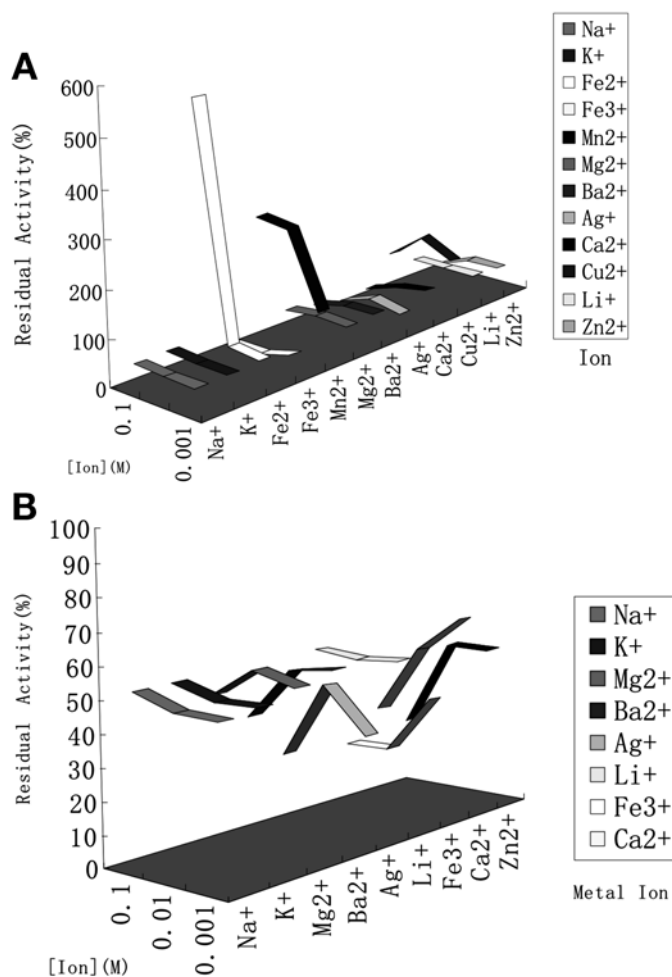 A
Residual Activity(%)
600
500
400
300
200
100
0
0.1
0.001
[Ion](M)
Na+
K+
Fe2+
Fe3+
Mn2+
Mg2+
Ba2+
Ag+
Ca2+
Cu2+
Li+
Zn2+
Na+
K+
Fe2+
Fe3+
Mn2+
Mg2+
Ba2+
Ag+
Ca2+
Cu2+
Li+
Zn2+
Ion
B
Residual Activity(%)
100
90
80
70
60
50
40
30
20
10
0
0.1
0.01
0.001
[Ion](M)
Na+
K+
Mg2+
Ba2+
Ag+
Li+
Fe3+
Ca2+
Zn2+
Na+
K+
Mg2+
Ba2+
Ag+
Li+
Fe3+
Ca2+
Metal Ion